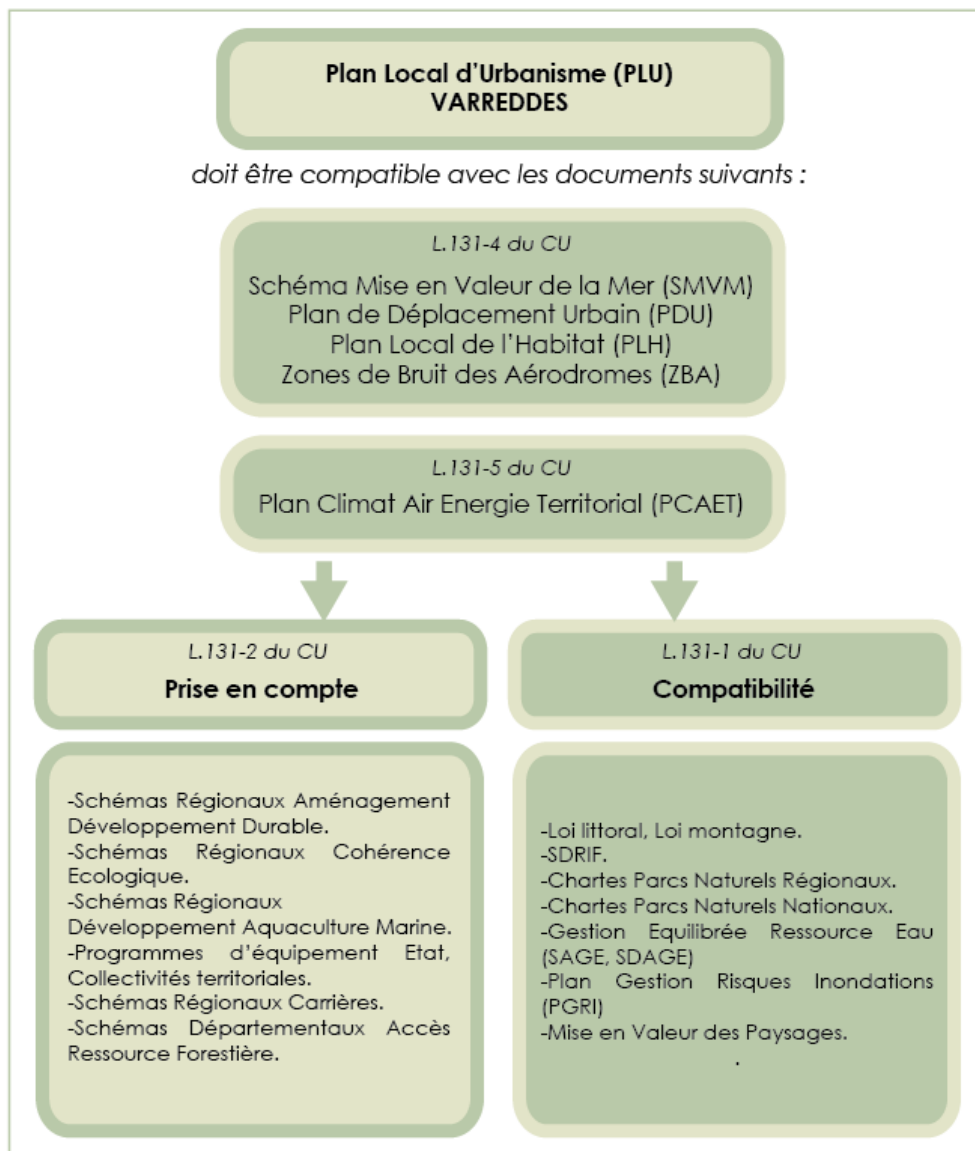 Plan Local d'Urbanisme (PLU)
VARREDDES
doit être compatible avec les documents suivants :
L.131-4 du CU
Schéma Mise en Valeur de la Mer (SMVM)
Plan de Déplacement Urbain (PDU)
Plan Local de l'Habitat (PLH)
Zones de Bruit des Aérodromes (ZBA)
L.131-5 du CU
Plan Climat Air Energie Territorial (PCAET)
L.131-2 du CU
Prise en compte
-Schémas Régionaux Aménagement
Développement Durable.
-Schémas Régionaux Cohérence
Ecologique.
-Schémas Régionaux
Développement Aquaculture Marine.
-Programmes d'équipement Etat,
Collectivités territoriales.
-Schémas Régionaux Carrières.
-Schémas Départementaux Accès
Ressource Forestière.
L.131-1 du CU
Compatibilité
-Loi littoral, Loi montagne.
-SDRIF.
-Chartes Parcs Naturels Régionaux.
-Chartes Parcs Naturels Nationaux.
-Gestion Equilibrée Ressource Eau
(SAGE, SDAGE)
-Plan Gestion Risques Inondations
(PGRI)
-Mise en Valeur des Paysages.
.